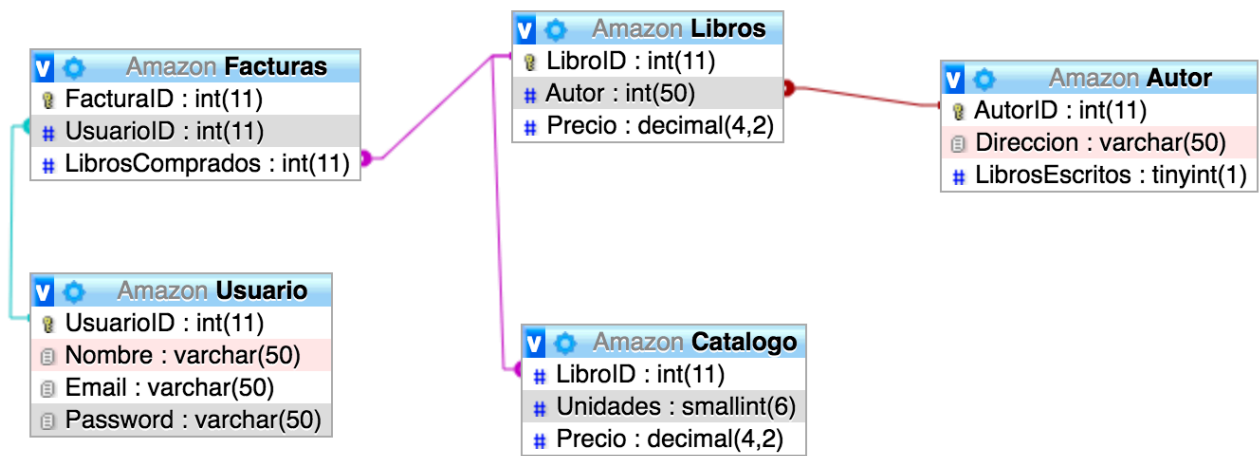 Amazon Facturas
FacturaID : int(11)
UsuarioID : int(11)
LibrosComprados : int(11)
Amazon Libros
LibroID : int(11)
Autor : int(50)
Precio : decimal(4,2)
Amazon Autor
AutorID : int(11)
Direccion : varchar(50)
LibrosEscritos : tinyint(1)
Amazon Usuario
UsuarioID : int(11)
Nombre : varchar(50)
Email : varchar(50)
Password : varchar(50)
Amazon Catalogo
LibroID : int(11)
Unidades : smallint(6)
Precio : decimal(4,2)